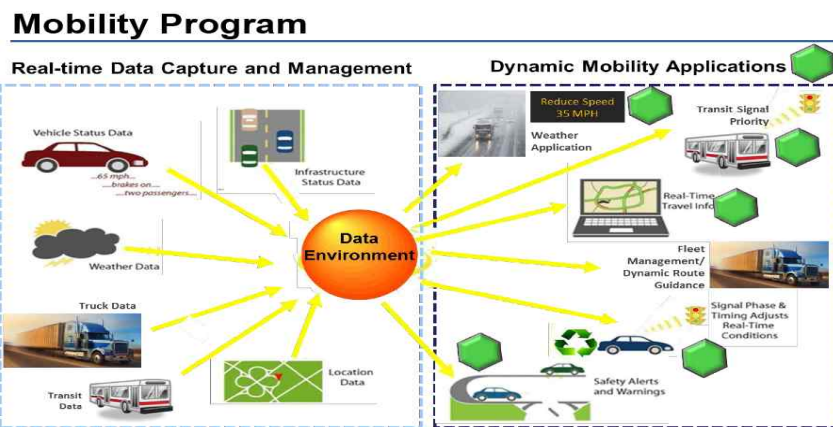 Mobility Program
Real-time Data Capture and Management
Dynamic Mobility Applications
Vehicle Status Data
...65 mph...
....brakes on....
....two passengers....
Infrastructure
Status Data
Weather Data
Truck Data
Transit
Data
Location
Data
Data
Environment
Reduce Speed
35 MPH
Weather
Application
Transit Signal
Priority
Real-Time
Travel Info
Fleet
Management/
Dynamic Route
Guidance
Signal Phase &
Timing Adjusts
Real-Time
Conditions
Safety Alerts
and Warnings